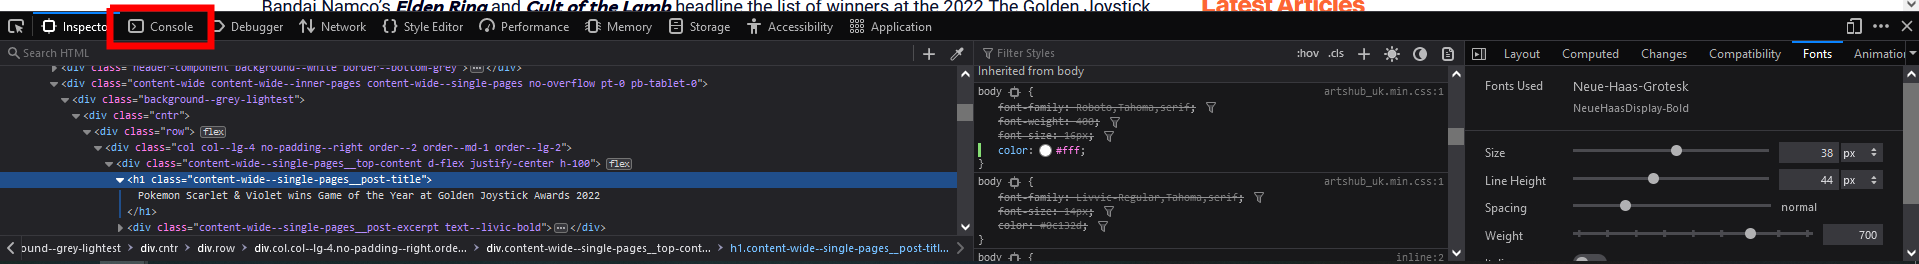 Bandai Namco's Elden Ring and Cult of the Lamb headline the list of winners at the 2022 The Golden Joystick
Latest Articles
Inspecto
Console
Debugger
Network
Style Editor
Performance
Memory
Storage
Accessibility
Application
Search HTML
<div class="header-component background--white border--bottom-grey"></div>
<div class="content-wide content-wide--inner-pages content-wide--single-pages no-overflow pt-0 pb-tablet-0">
<div class="background--grey-lightest">
<div class="cntr">
<div class="row"> flex
<div class="col col--lg-4 no-padding--right order--2 order--md-1 order--lg-2">
<div class="content-wide--single-pages__top-content d-flex justify-center h-100"> flex
<h1 class="content-wide--single-pages__post-title">
Pokemon Scarlet & Violet wins Game of the Year at Golden Joystick Awards 2022
</h1>
<div class="content-wide--single-pages__post-excerpt text--livic-bold"></div>
ound--grey-lightest > div.cntr > div.row > div.col.col--lg-4.no-padding--right.orde... > div.content-wide--single-pages__top-cont... > h1.content-wide--single-pages__post-titl...
Filter Styles
:hov .cls
Inherited from body
body {
artshub_uk.min.css:1
font-family: Roboto,Tahoma,serif;
font-weight: 400;
font-size: 16px;
color: #fff;
}
body {
artshub_uk.min.css:1
font-family: Livvic-Regular,Tahoma,serif;
font-size: 14px;
color: #0c132d;
}
body {
inline:2
Layout
Computed
Changes
Compatibility
Fonts
Animation
Fonts Used
Neue-Haas-Grotesk
NeueHaasDisplay-Bold
Size 38 px
Line Height 44 px
Spacing normal
Weight 700